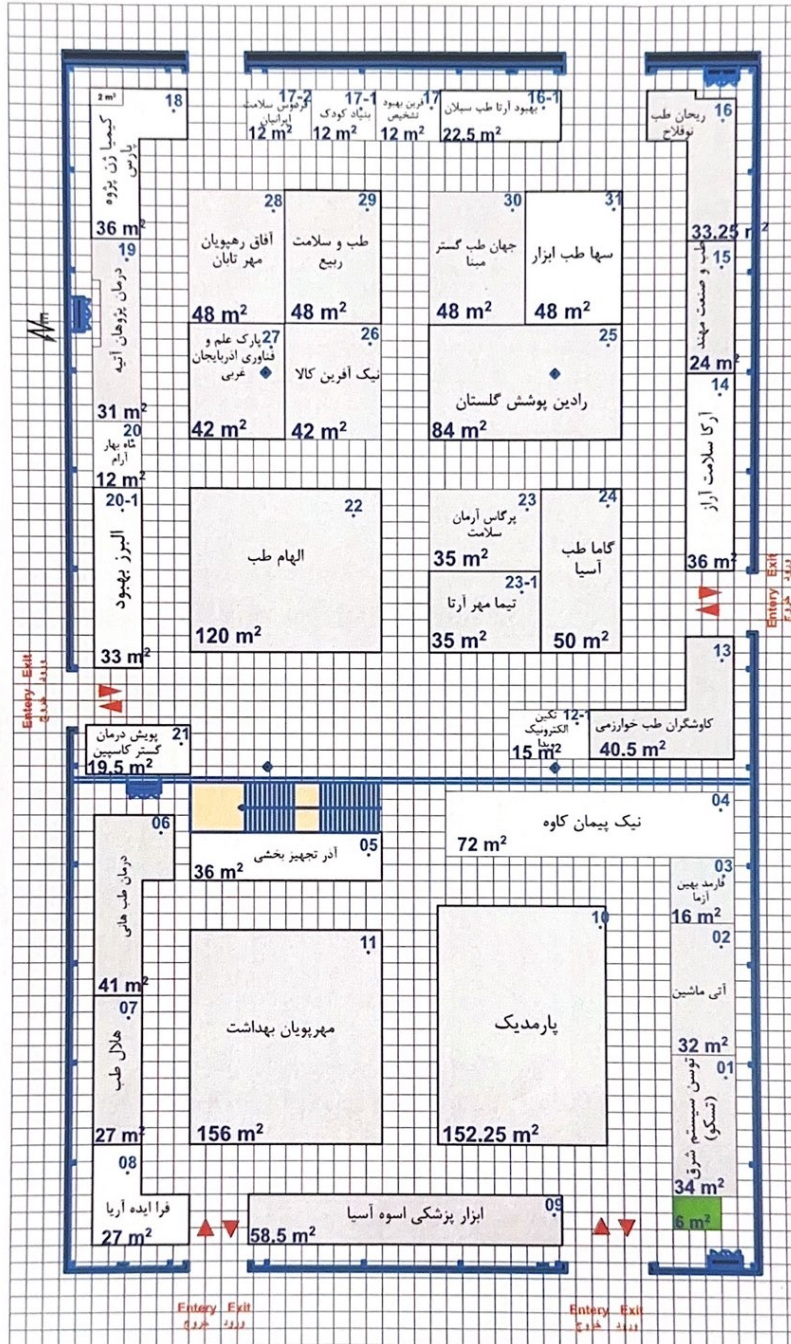 18
2 m²
کیمیا ژن پژوه
پارس
36 m²
17-2
فردوس سلامت
ایرانیان
12 m²
17-1
بنیاد کودک
12 m²
17
فرین بهبود
تشخیص
12 m²
16-1
بهبود آرتا طب سبلان
22.5 m²
16
ریحان طب
نوفلاح
33.25 m²
19
درمان پژوهان آتیه
31 m²
28
آفاق رهپویان
مهر تابان
48 m²
29
طب و سلامت
ربیع
48 m²
30
جهان طب گستر
مبنا
48 m²
31
سها طب ابزار
48 m²
15
طب و صنعت مهند
24 m²
27
پارک علم و
فناوری آذربایجان
غربی
42 m²
26
نیک آفرین کالا
42 m²
25
رادین پوشش گلستان
84 m²
14
آرکا سلامت آراز
36 m²
20
ماه بهار
آرام
12 m²
20-1
البرز بهبود
33 m²
22
الهام طب
120 m²
23
پرگاس آرمان
سلامت
35 m²
23-1
تیما مهر آرتا
35 m²
24
گاما طب
آسیا
50 m²
Entery Exit
ورود خروج
13
کاوشگران طب خوارزمی
40.5 m²
12-1
تکین
الکترونیک
15 m²
Entery Exit
ورود خروج
21
پویش درمان
گستر کاسپین
19.5 m²
04
نیک پیمان کاوه
72 m²
06
درمان طب هانی
41 m²
05
آذر تجهیز بخشی
36 m²
03
فارمد بهین
آزما
16 m²
02
آتی ماشین
32 m²
11
مهرپویان بهداشت
156 m²
10
پارمدیک
152.25 m²
07
هلال طب
27 m²
01
توسن سیستم شرق
(تسکو)
34 m²
6 m²
08
فرا ایده آریا
27 m²
09
ابزار پزشکی اسوه آسیا
58.5 m²
Entery Exit
ورود خروج
Entery Exit
ورود خروج